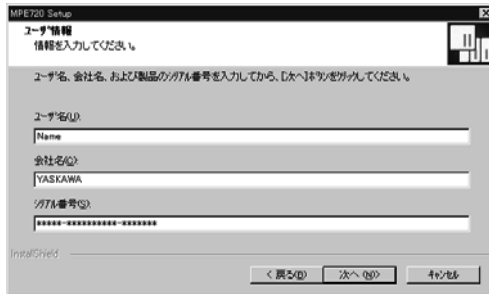 MPE720 Setup
ユーザ情報
情報を入力してください。
ユーザ名、会社名、および製品のシリアル番号を入力してから、[次へ]ボタンをクリックしてください。
ユーザ名(U):
Name
会社名(C):
YASKAWA
シリアル番号(S):
*****-**********-*******
InstallShield
< 戻る(B)
次へ(N)>
キャンセル